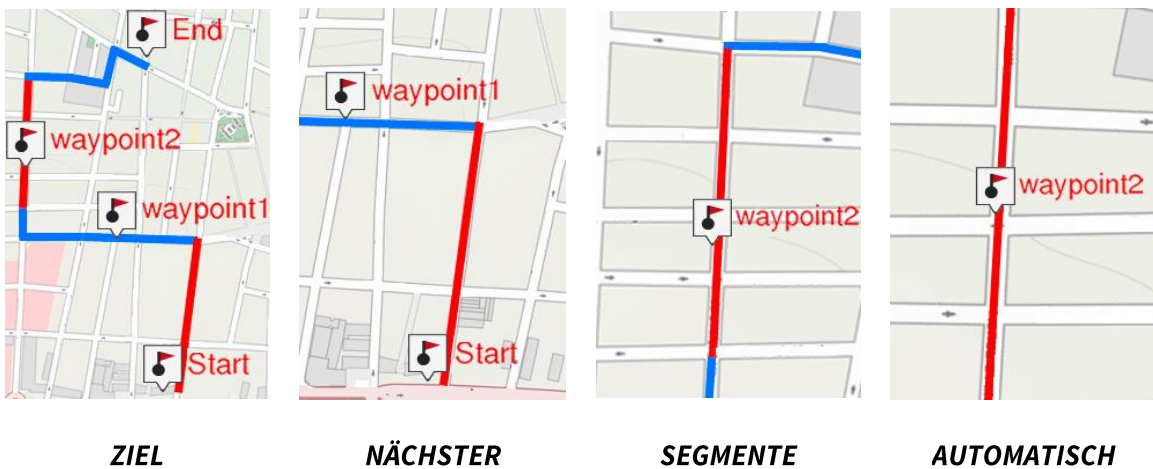 End
waypoint2
waypoint1
Start
waypoint1
Start
waypoint2
waypoint2
ZIEL
NÄCHSTER
SEGMENTE
AUTOMATISCH